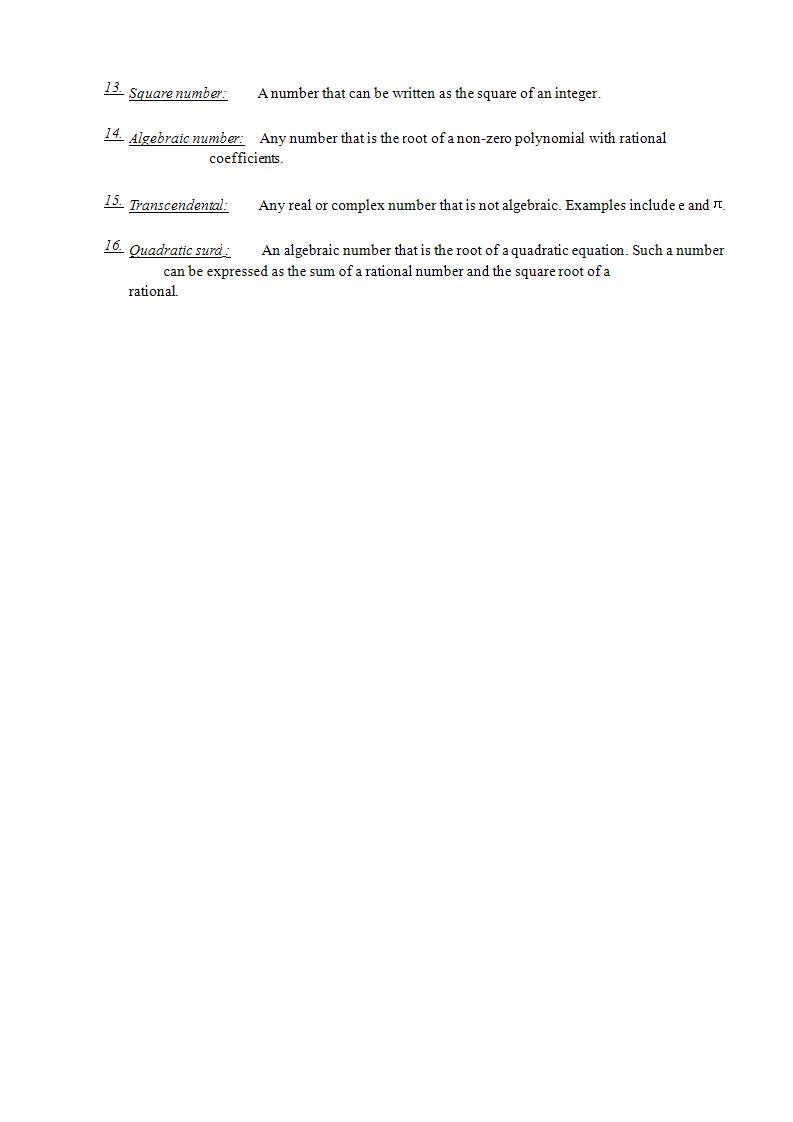 13. Square number: A number that can be written as the square of an integer.
14. Algebraic number: Any number that is the root of a non-zero polynomial with rational
coefficients.
15. Transcendental: Any real or complex number that is not algebraic. Examples include e and π.
16. Quadratic surd : An algebraic number that is the root of a quadratic equation. Such a number
can be expressed as the sum of a rational number and the square root of a
rational.